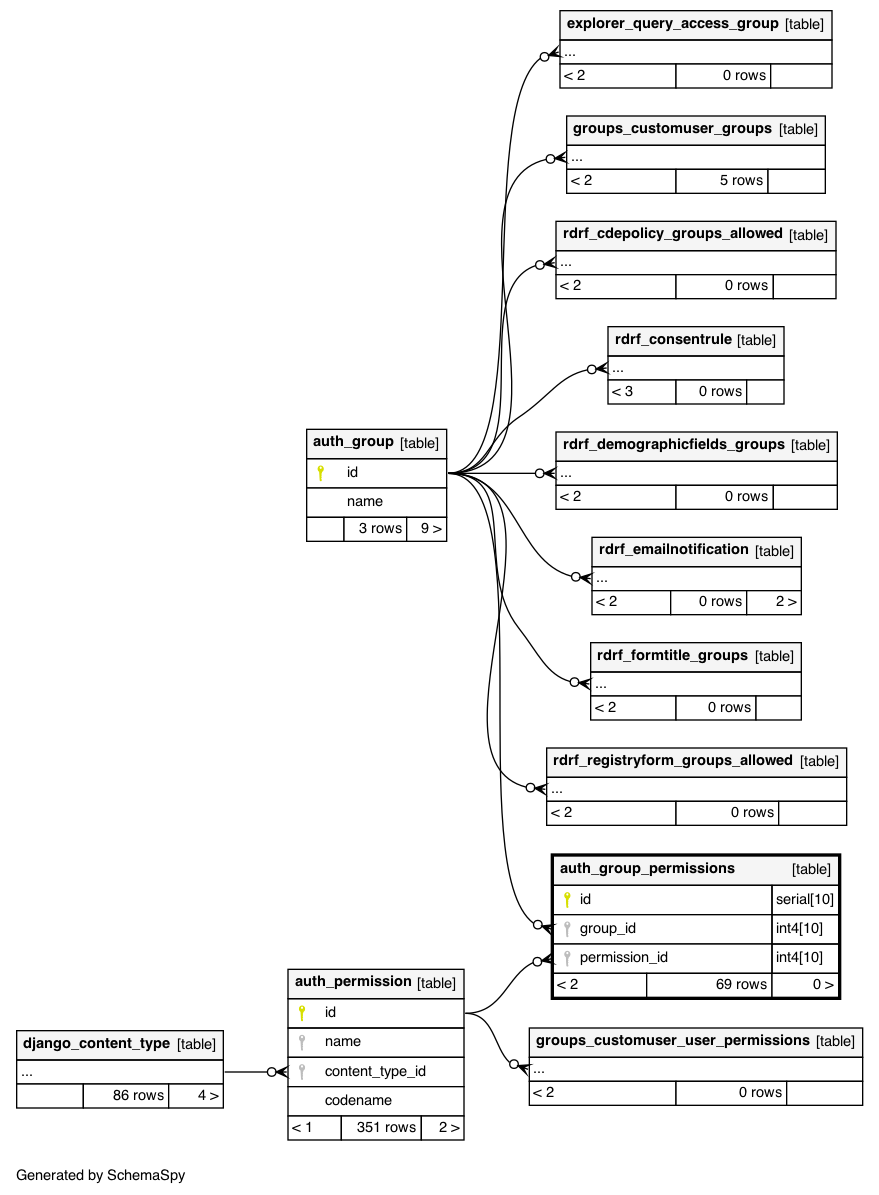 explorer_query_access_group [table]
...
< 2 0 rows
groups_customuser_groups [table]
...
< 2 5 rows
rdrf_cdepolicy_groups_allowed [table]
...
< 2 0 rows
rdrf_consentrule [table]
...
< 3 0 rows
auth_group [table]
id
name
3 rows 9 >
rdrf_demographicfields_groups [table]
...
< 2 0 rows
rdrf_emailnotification [table]
...
< 2 0 rows 2 >
rdrf_formtitle_groups [table]
...
< 2 0 rows
rdrf_registryform_groups_allowed [table]
...
< 2 0 rows
auth_group_permissions [table]
id serial[10]
group_id int4[10]
permission_id int4[10]
< 2 69 rows 0 >
auth_permission [table]
id
name
content_type_id
codename
< 1 351 rows 2 >
django_content_type [table]
...
86 rows 4 >
groups_customuser_user_permissions [table]
...
< 2 0 rows
Generated by SchemaSpy